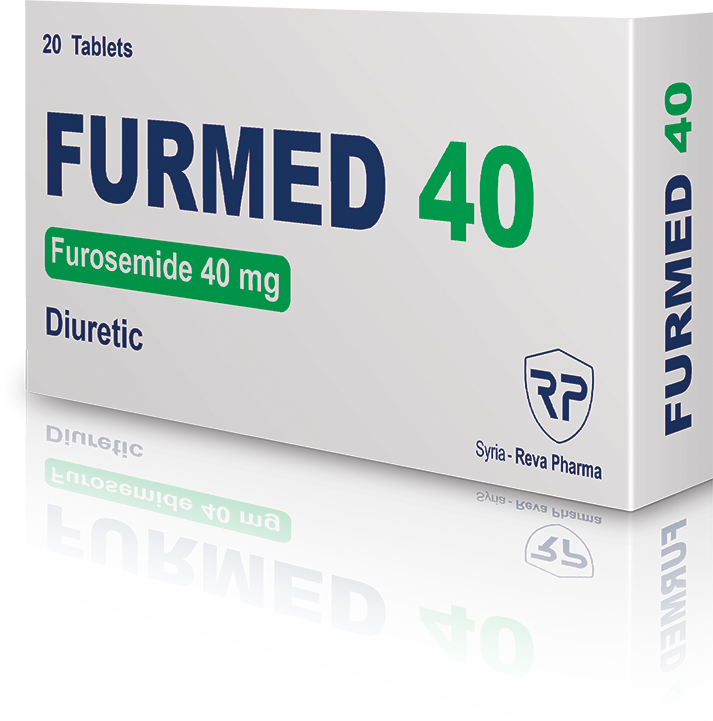 20 Tablets
FURMED 40
Furosemide 40 mg
Diuretic
RP
Syria - Reva Pharma
FURMED 40